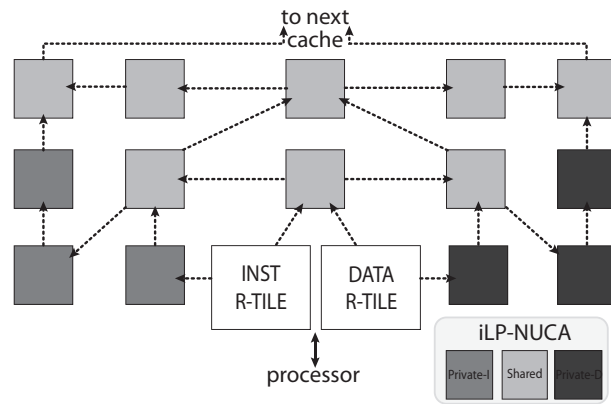 to next
cache
INST
R-TILE
DATA
R-TILE
processor
iLP-NUCA
Private-I
Shared
Private-D